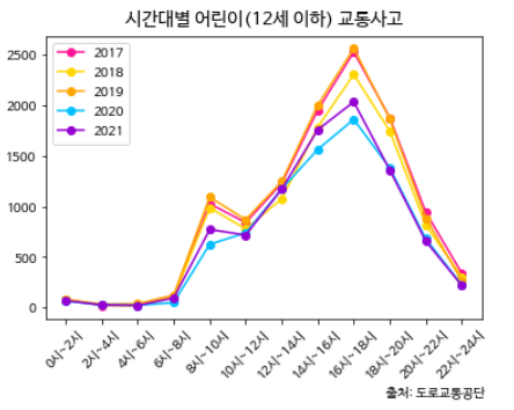 시간대별 어린이(12세 이하) 교통사고
2017
2018
2019
2020
2021
2500
2000
1500
1000
500
0
0시~2시
2시~4시
4시~6시
6시~8시
8시~10시
10시~12시
12시~14시
14시~16시
16시~18시
18시~20시
20시~22시
22시~24시
출처: 도로교통공단